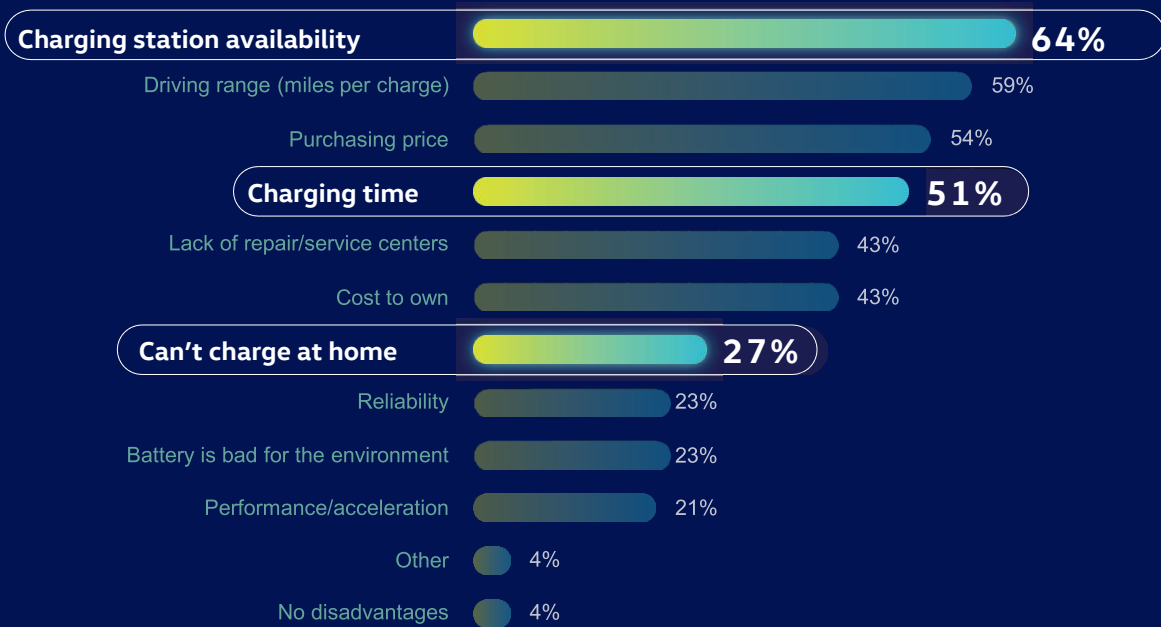 Charging station availability 64%
Driving range (miles per charge) 59%
Purchasing price 54%
Charging time 51%
Lack of repair/service centers 43%
Cost to own 43%
Can’t charge at home 27%
Reliability 23%
Battery is bad for the environment 23%
Performance/acceleration 21%
Other 4%
No disadvantages 4%